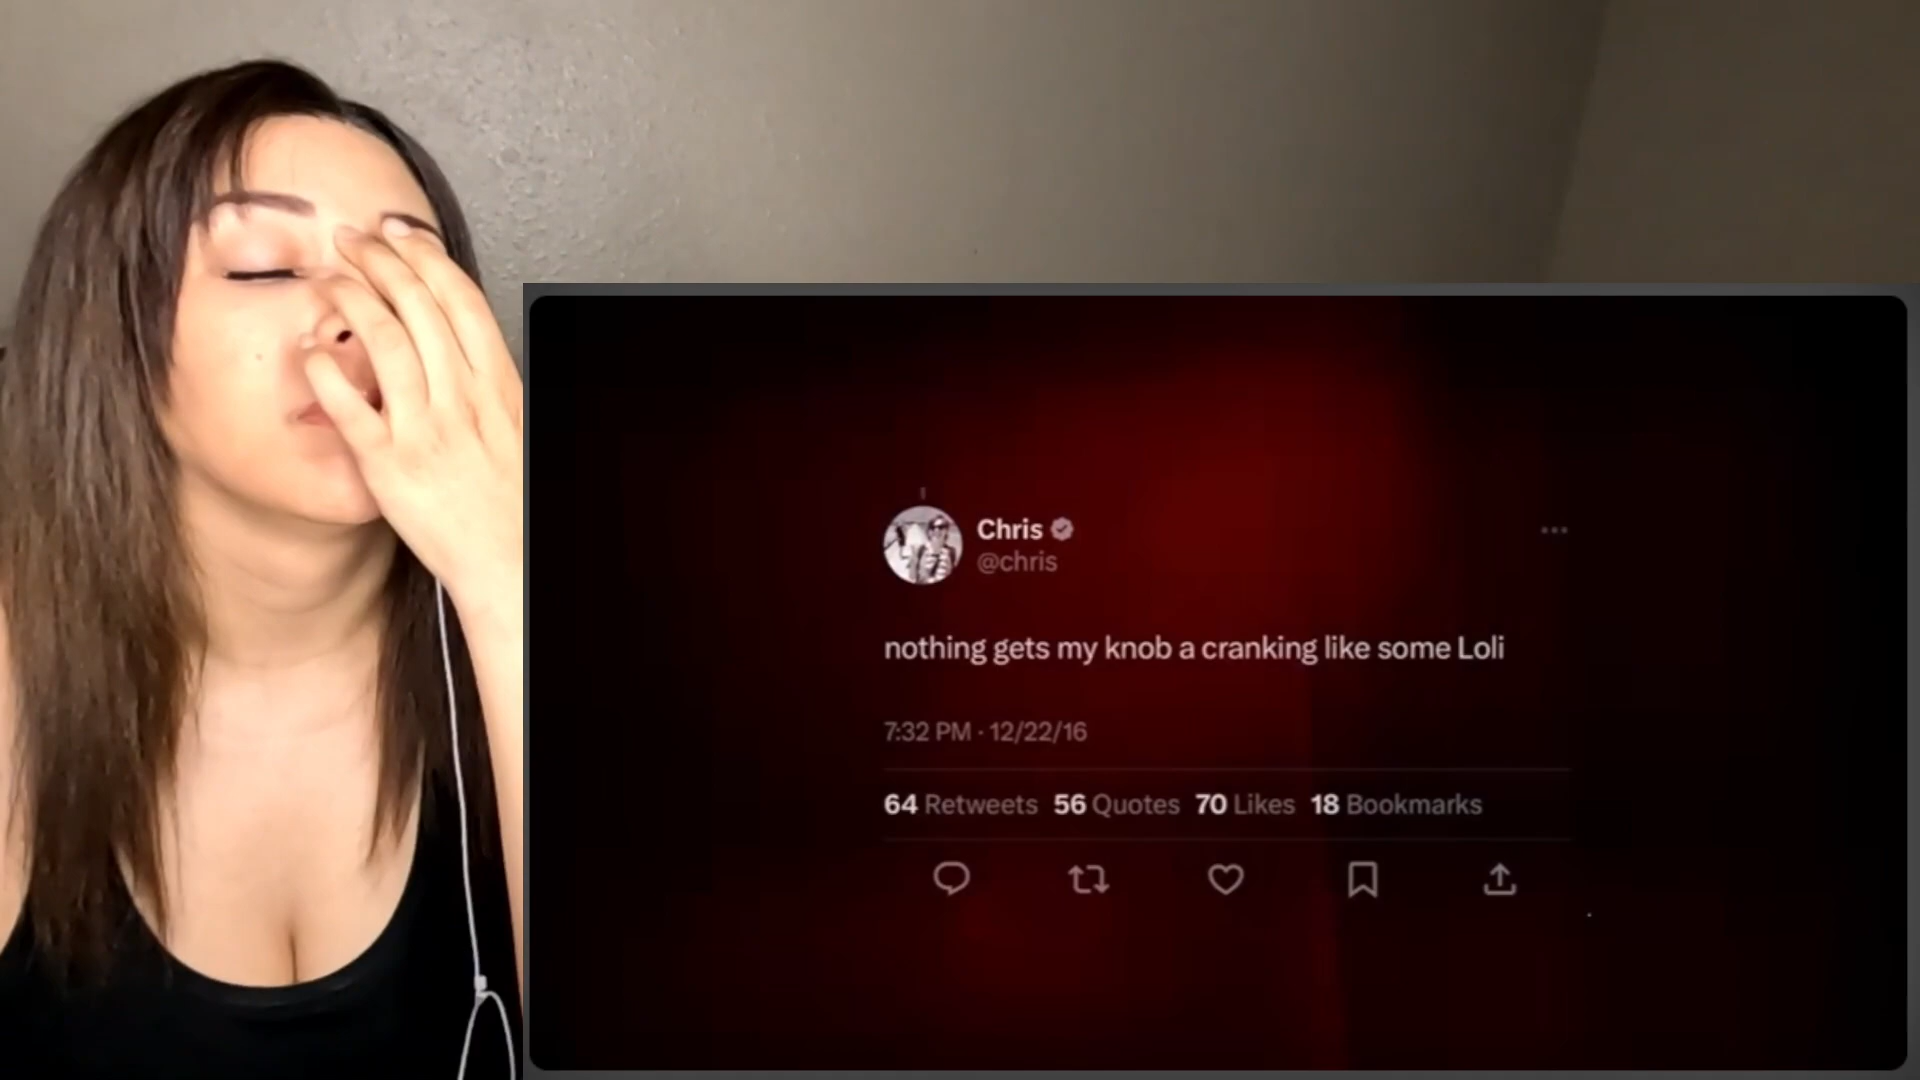 Chris
@chris
nothing gets my knob a cranking like some Loli
7:32 PM · 12/22/16
64 Retweets 56 Quotes 70 Likes 18 Bookmarks